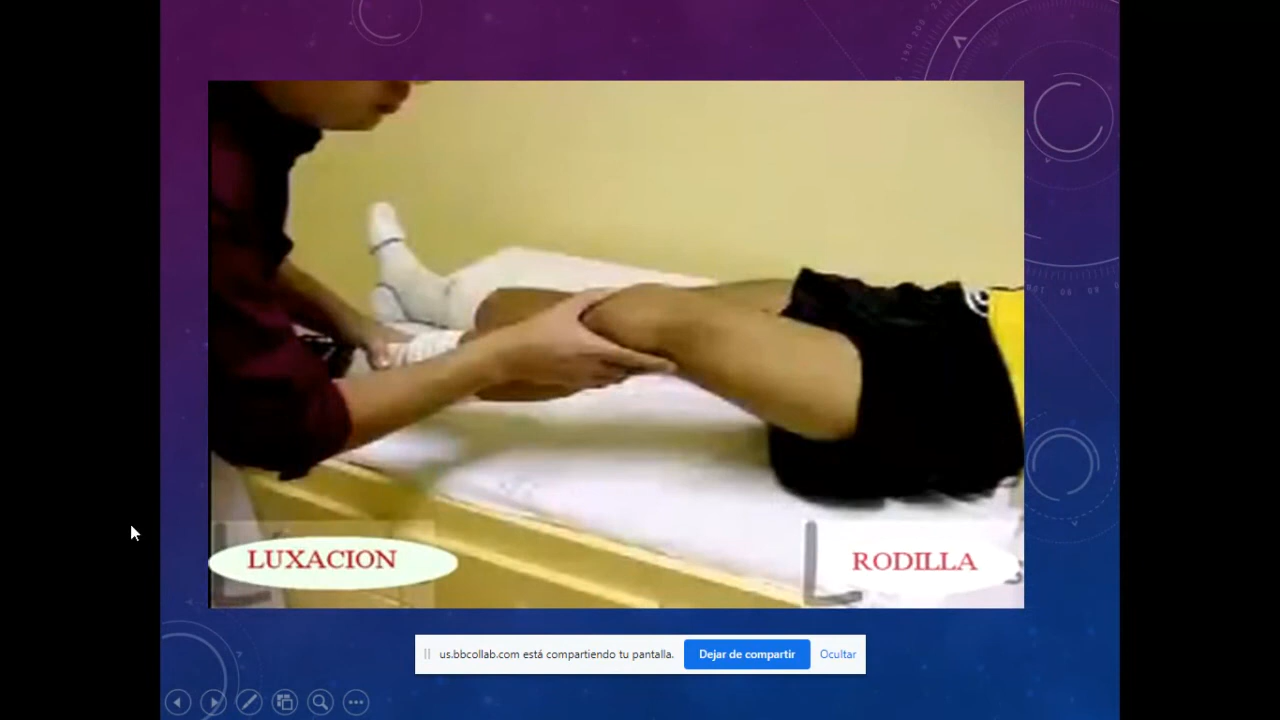 LUXACION
RODILLA
us.bbcollab.com está compartiendo tu pantalla.
Dejar de compartir
Ocultar